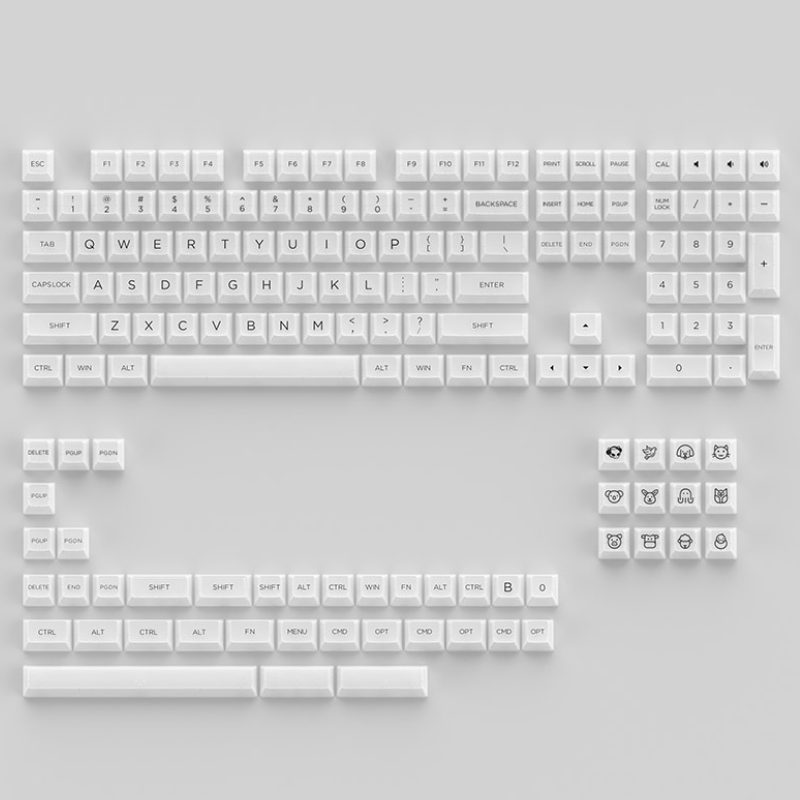 ESC F1 F2 F3 F4 F5 F6 F7 F8 F9 F10 F11 F12 PRINT SCROLL PAUSE CAL
! @ # $ % ^ & * ( ) — +
1 2 3 4 5 6 7 8 9 0 - = BACKSPACE INSERT HOME PGUP NUM LOCK / * −
TAB Q W E R T Y U I O P { [ } ] | \ DELETE END PGDN 7 8 9 +
CAPSLOCK A S D F G H J K L : ; " ' ENTER 4 5 6
SHIFT Z X C V B N M < , > . ? / SHIFT 1 2 3 ENTER
CTRL WIN ALT ALT WIN FN CTRL 0 .
DELETE PGUP PGDN
PGUP
PGUP PGDN
DELETE END PGDN SHIFT SHIFT SHIFT ALT CTRL WIN FN ALT CTRL B 0
CTRL ALT CTRL ALT FN MENU CMD OPT CMD OPT CMD OPT